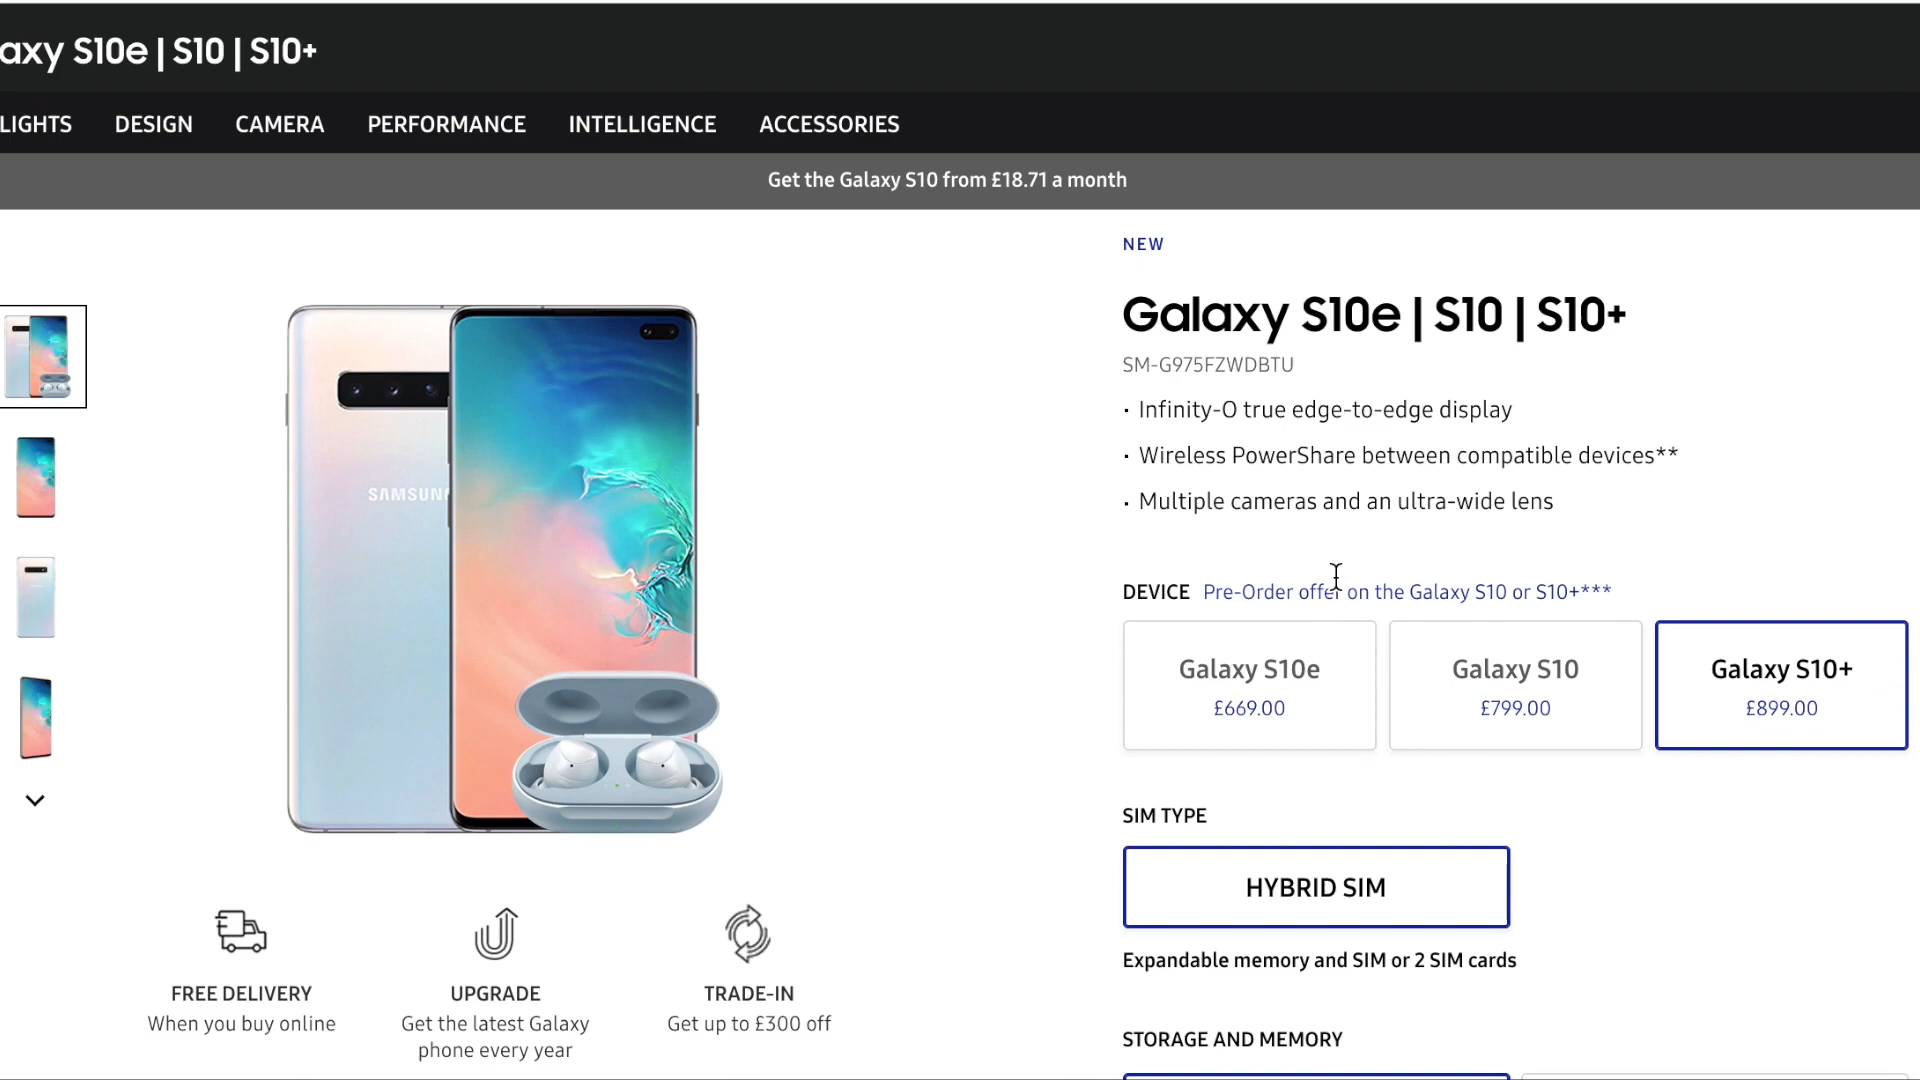 axy S10e | S10 | S10+
LIGHTS DESIGN CAMERA PERFORMANCE INTELLIGENCE ACCESSORIES
Get the Galaxy S10 from £18.71 a month
NEW
Galaxy S10e | S10 | S10+
SM-G975FZWDBTU
· Infinity-O true edge-to-edge display
· Wireless PowerShare between compatible devices**
· Multiple cameras and an ultra-wide lens
SAMSUNG
DEVICE Pre-Order offer on the Galaxy S10 or S10+***
Galaxy S10e Galaxy S10 Galaxy S10+
£669.00 £799.00 £899.00
SIM TYPE
HYBRID SIM
Expandable memory and SIM or 2 SIM cards
FREE DELIVERY
When you buy online
UPGRADE
Get the latest Galaxy
phone every year
TRADE-IN
Get up to £300 off
STORAGE AND MEMORY